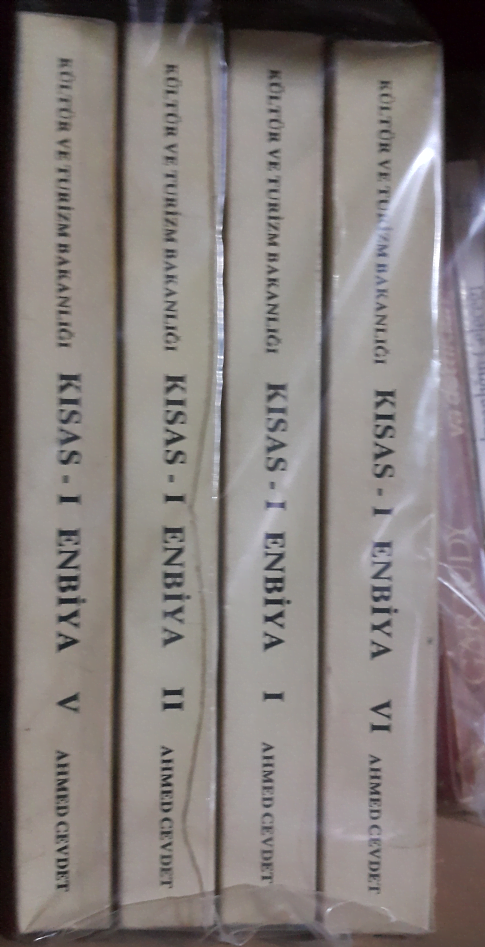 KÜLTÜR VE TURİZM BAKANLIĞI KISAS - I ENBİYA V AHMED CEVDET
KÜLTÜR VE TURİZM BAKANLIĞI KISAS - I ENBİYA II AHMED CEVDET
KÜLTÜR VE TURİZM BAKANLIĞI KISAS - I ENBİYA I AHMED CEVDET
KÜLTÜR VE TURİZM BAKANLIĞI KISAS - I ENBİYA VI AHMED CEVDET